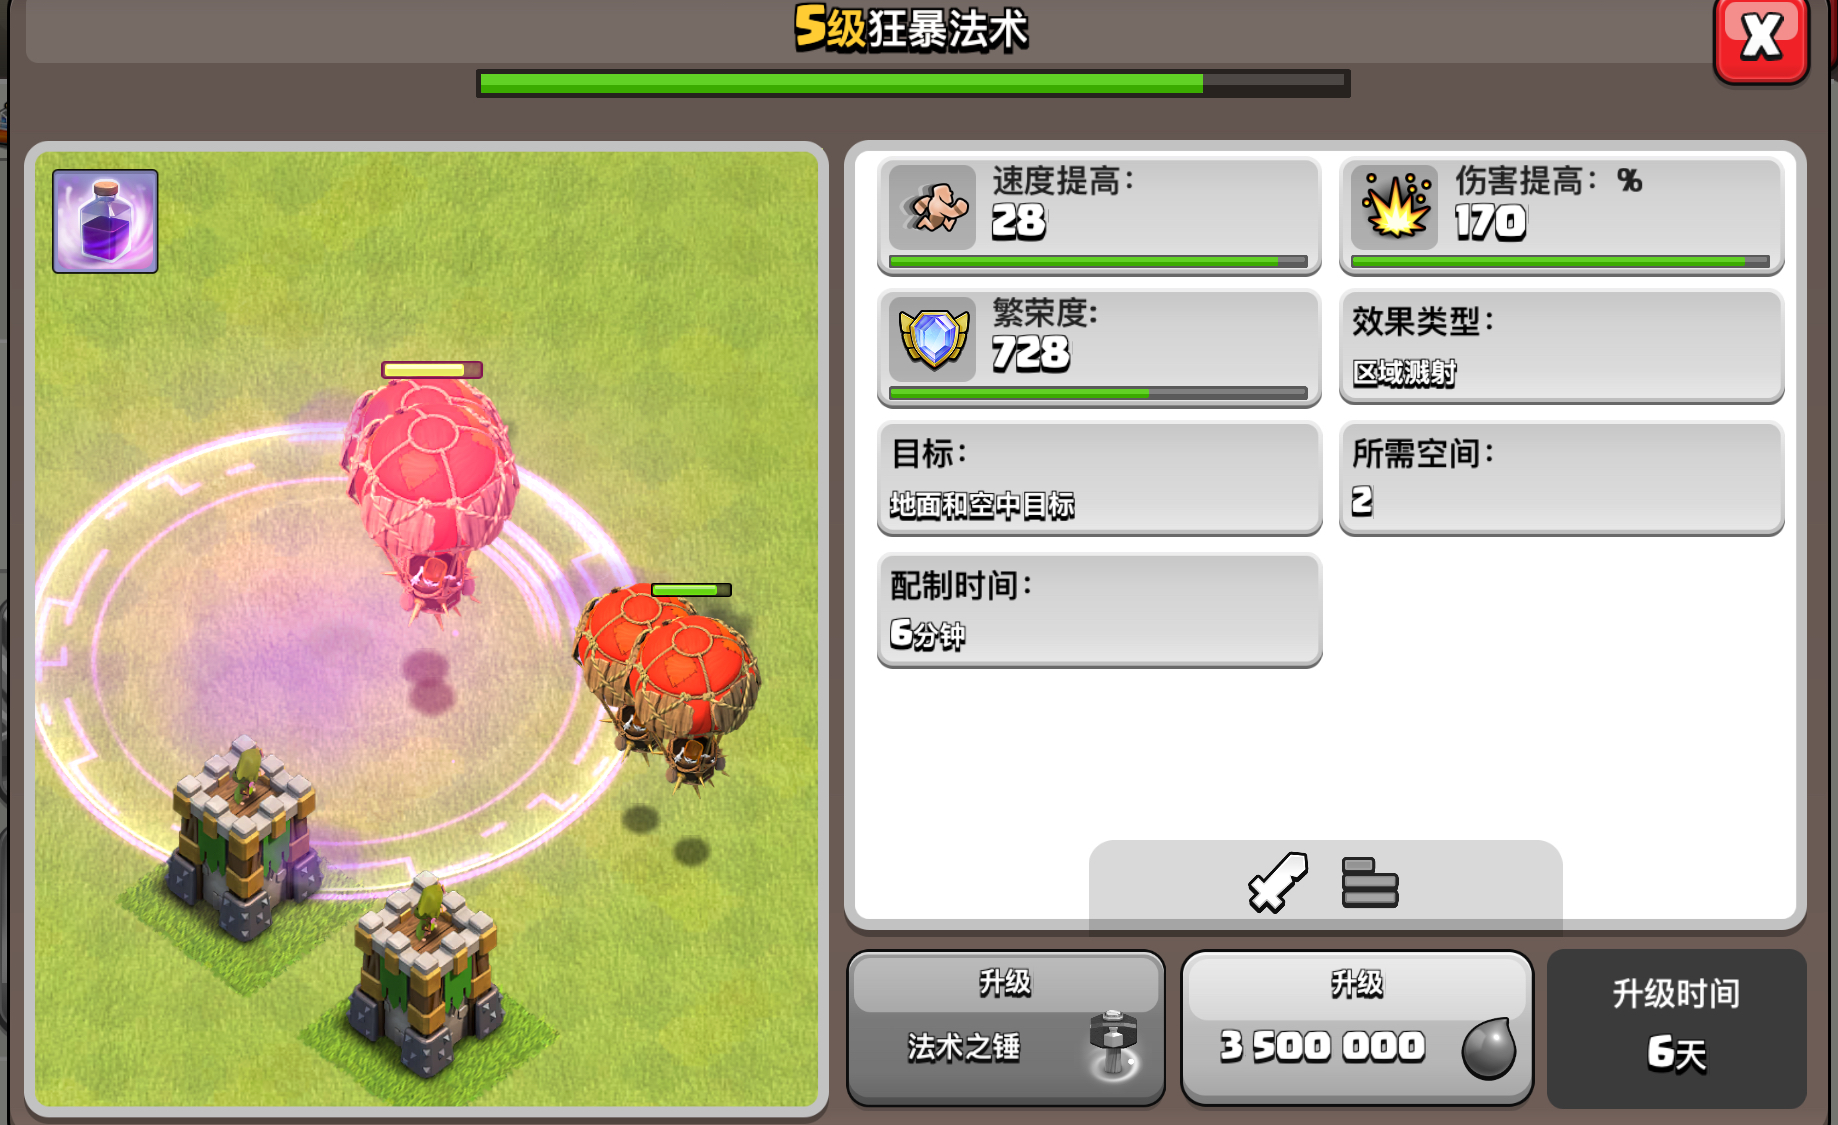 5级狂暴法术
X
速度提高：
28
伤害提高：%
170
繁荣度：
728
效果类型：
区域溅射
目标：
地面和空中目标
所需空间：
2
配制时间：
6分钟
升级
法术之锤
升级
3 500 000
升级时间
6天